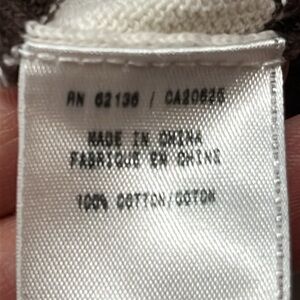 RN 62136 / CA20625
MADE IN CHINA
FABRIQUE EN CHINE
100% COTTON/COTON